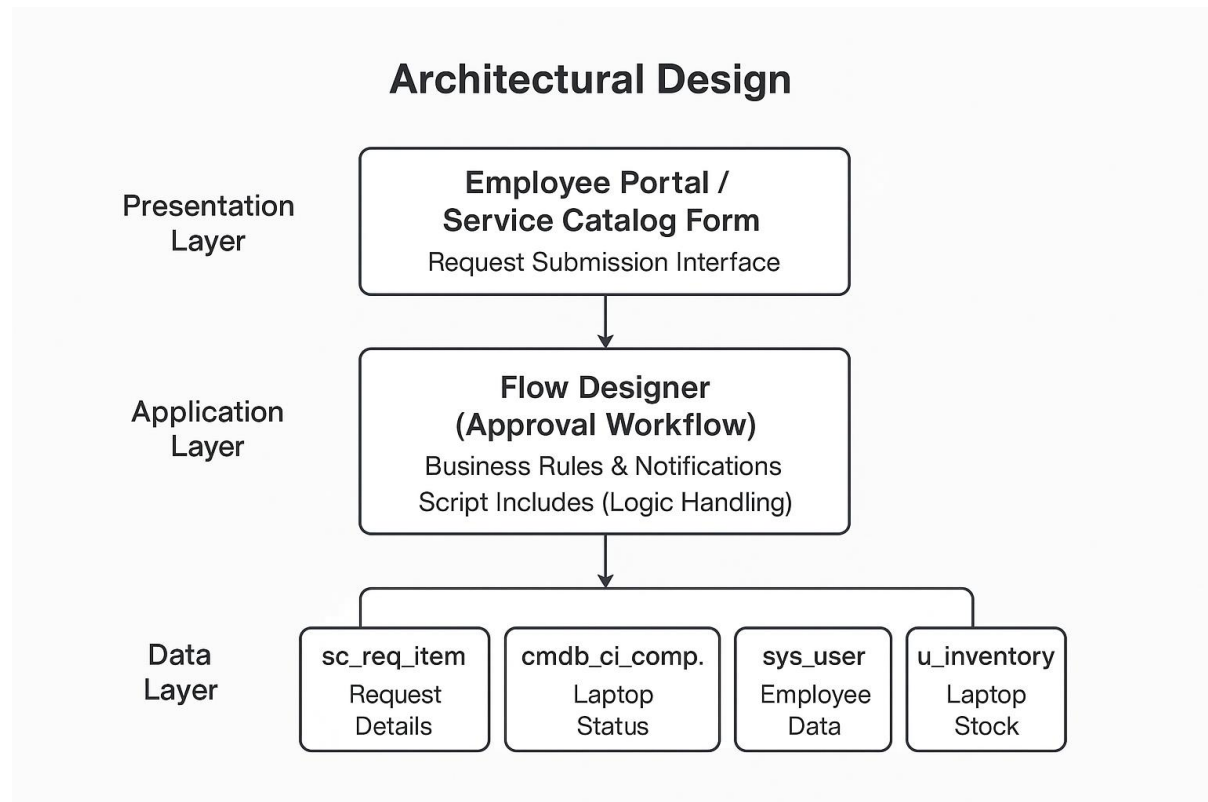 Architectural Design
Presentation
Layer
Employee Portal /
Service Catalog Form
Request Submission Interface
Application
Layer
Flow Designer
(Approval Workflow)
Business Rules & Notifications
Script Includes (Logic Handling)
Data
Layer
sc_req_item
Request
Details
cmdb_ci_comp.
Laptop
Status
sys_user
Employee
Data
u_inventory
Laptop
Stock